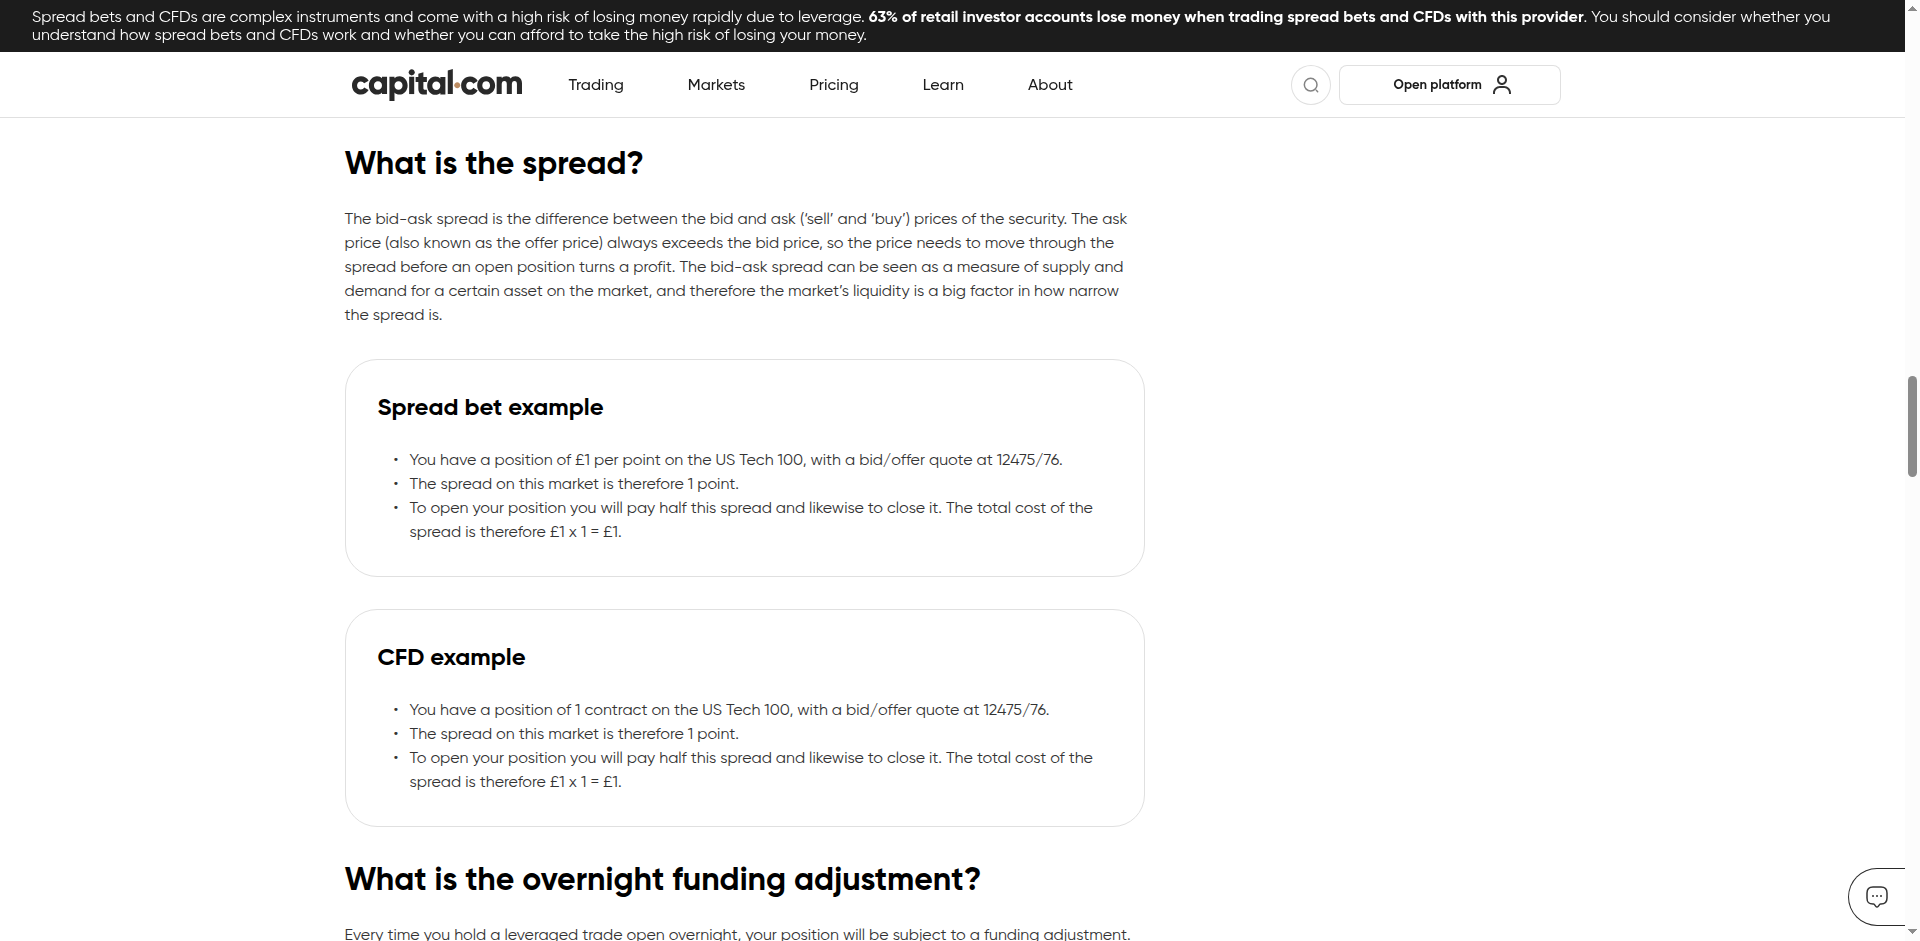 Spread bets and CFDs are complex instruments and come with a high risk of losing money rapidly due to leverage. 63% of retail investor accounts lose money when trading spread bets and CFDs with this provider. You should consider whether you
understand how spread bets and CFDs work and whether you can afford to take the high risk of losing your money.
capital.com
Trading
Markets
Pricing
Learn
About
Open platform
What is the spread?
The bid-ask spread is the difference between the bid and ask (‘sell’ and ‘buy’) prices of the security. The ask
price (also known as the offer price) always exceeds the bid price, so the price needs to move through the
spread before an open position turns a profit. The bid-ask spread can be seen as a measure of supply and
demand for a certain asset on the market, and therefore the market’s liquidity is a big factor in how narrow
the spread is.
Spread bet example
• You have a position of £1 per point on the US Tech 100, with a bid/offer quote at 12475/76.
• The spread on this market is therefore 1 point.
• To open your position you will pay half this spread and likewise to close it. The total cost of the
spread is therefore £1 x 1 = £1.
CFD example
• You have a position of 1 contract on the US Tech 100, with a bid/offer quote at 12475/76.
• The spread on this market is therefore 1 point.
• To open your position you will pay half this spread and likewise to close it. The total cost of the
spread is therefore £1 x 1 = £1.
What is the overnight funding adjustment?
Every time you hold a leveraged trade open overnight, your position will be subject to a funding adjustment.